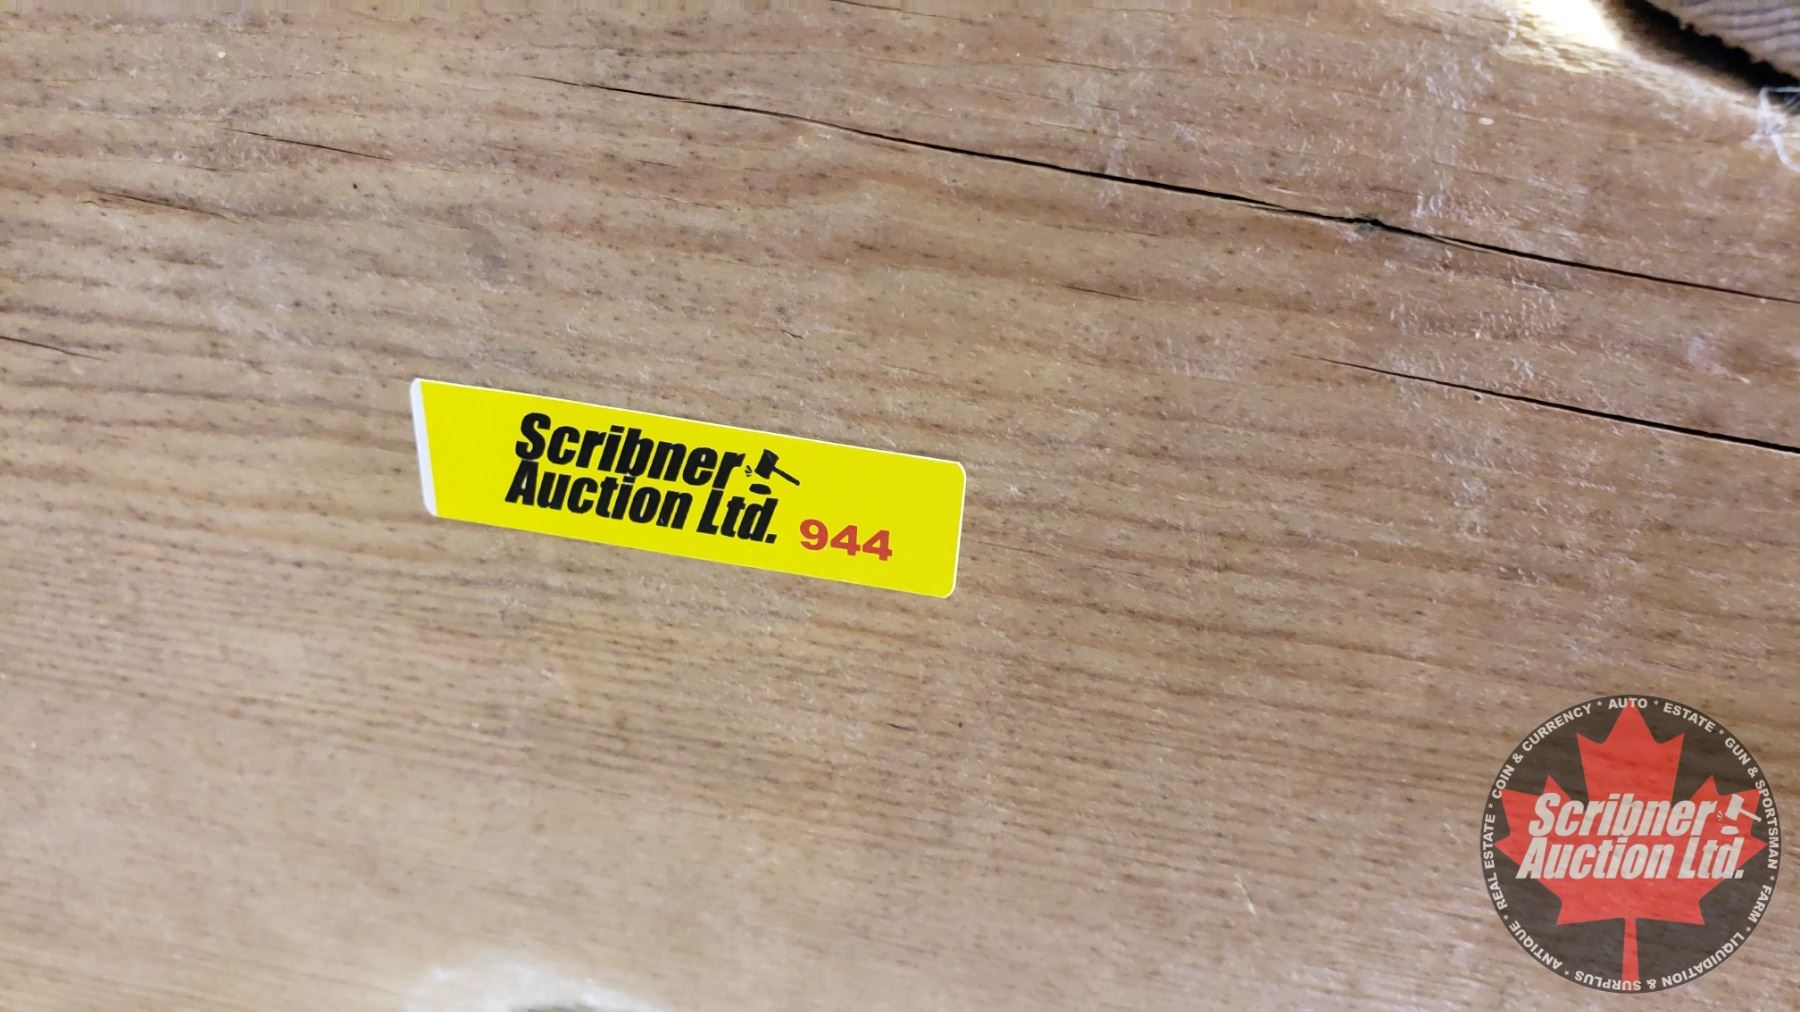 Scribner
Auction Ltd. 944
COIN & CURRENCY * AUTO * ESTATE * GUN & SPORTSMAN * FARM * LIQUIDATION & SURPLUS * ANTIQUE * REAL ESTATE *
Scribner
Auction Ltd.